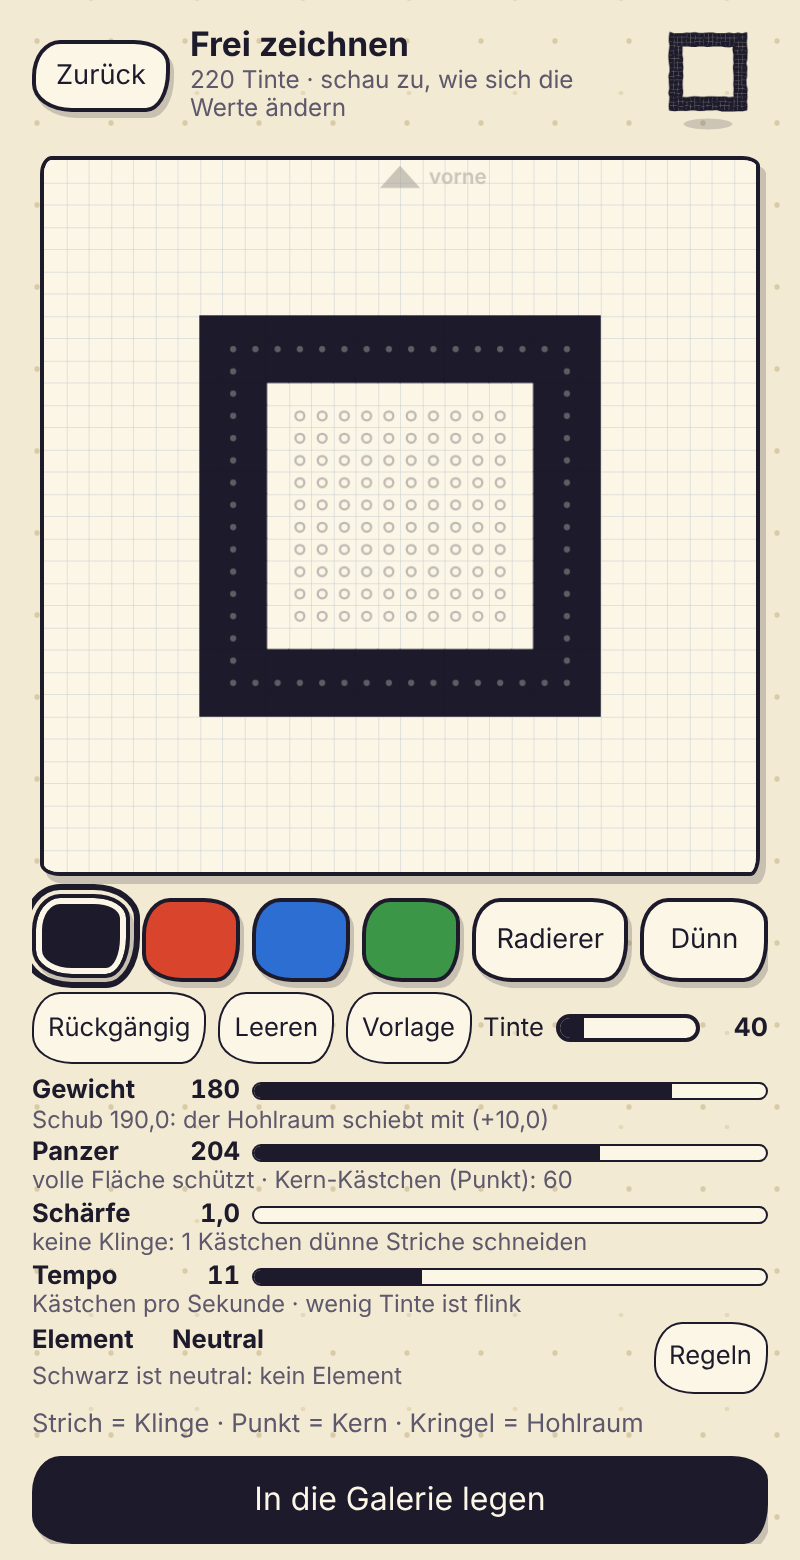 Zurück
Frei zeichnen
220 Tinte · schau zu, wie sich die
Werte ändern
vorne
Radierer
Dünn
Rückgängig
Leeren
Vorlage
Tinte
40
Gewicht 180
Schub 190,0: der Hohlraum schiebt mit (+10,0)
Panzer 204
volle Fläche schützt · Kern-Kästchen (Punkt): 60
Schärfe 1,0
keine Klinge: 1 Kästchen dünne Striche schneiden
Tempo 11
Kästchen pro Sekunde · wenig Tinte ist flink
Element Neutral
Schwarz ist neutral: kein Element
Regeln
Strich = Klinge · Punkt = Kern · Kringel = Hohlraum
In die Galerie legen